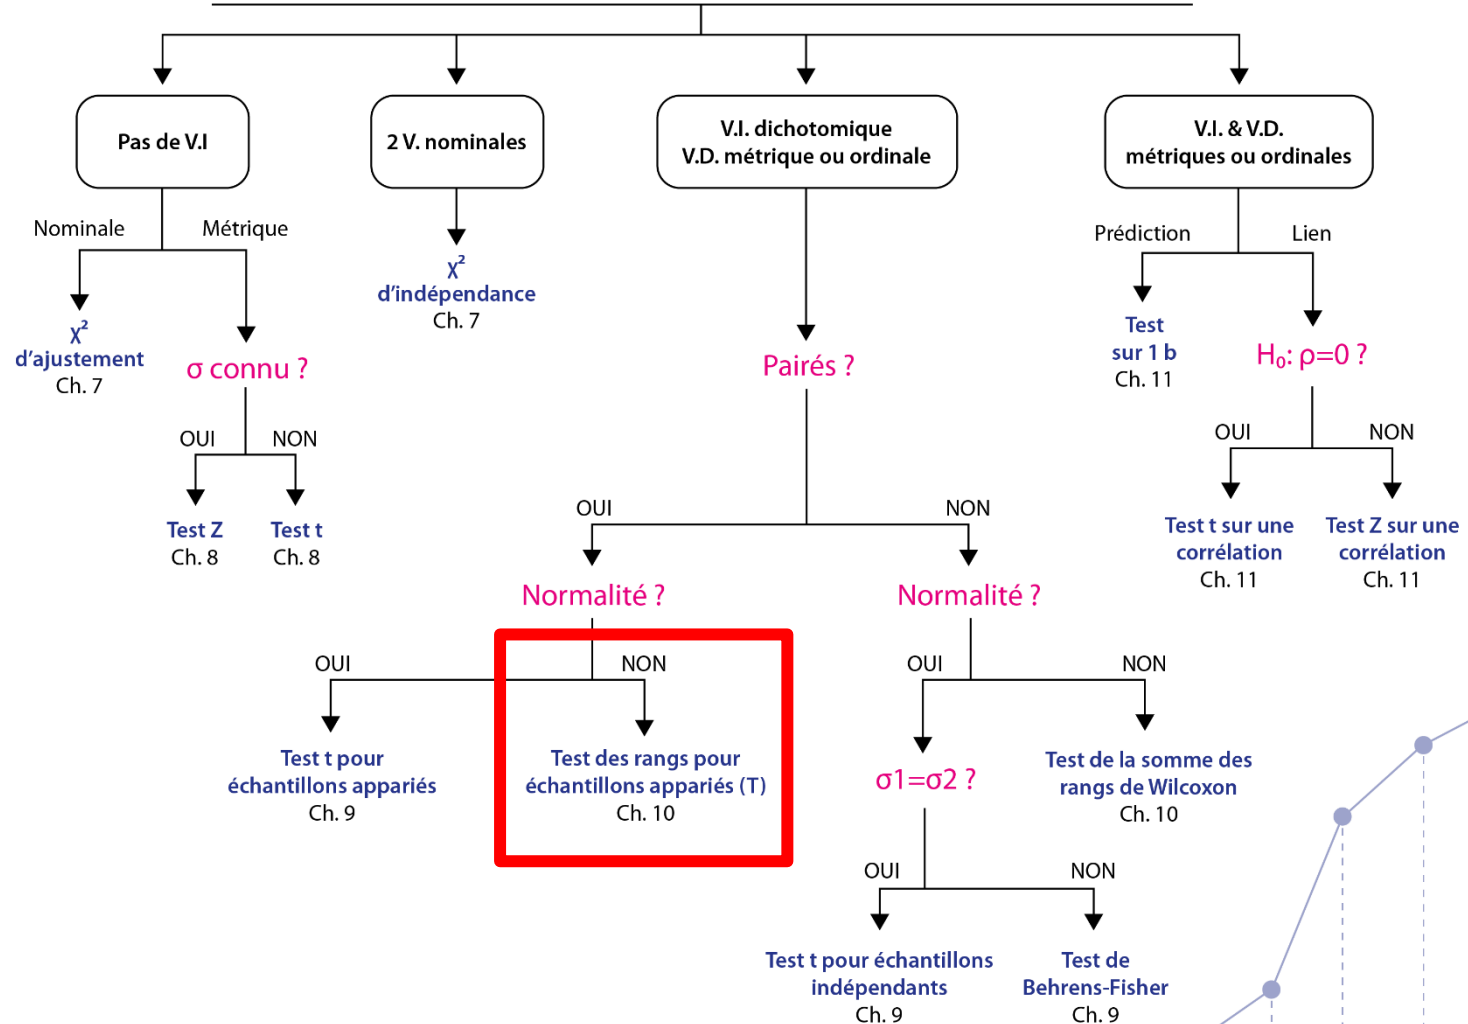 Pas de V.I
2 V. nominales
V.I. dichotomique
V.D. métrique ou ordinale
V.I. & V.D.
métriques ou ordinales
Nominale
Métrique
χ²
d'ajustement
Ch. 7
σ connu ?
OUI
NON
Test Z
Ch. 8
Test t
Ch. 8
χ²
d'indépendance
Ch. 7
Pairés ?
OUI
NON
Normalité ?
OUI
NON
Test t pour
échantillons appariés
Ch. 9
Test des rangs pour
échantillons appariés (T)
Ch. 10
Normalité ?
OUI
NON
σ1=σ2 ?
Test de la somme des
rangs de Wilcoxon
Ch. 10
OUI
NON
Test t pour échantillons
indépendants
Ch. 9
Test de
Behrens-Fisher
Ch. 9
Prédiction
Lien
Test
sur 1 b
Ch. 11
H₀: ρ=0 ?
OUI
NON
Test t sur une
corrélation
Ch. 11
Test Z sur une
corrélation
Ch. 11